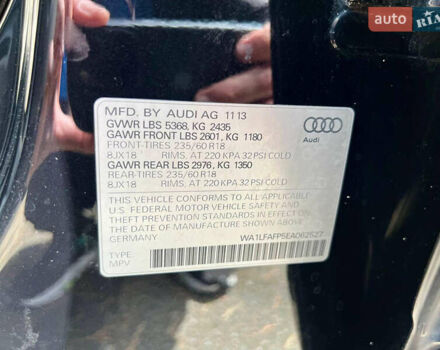 AUTO
RIA
MFD. BY AUDI AG 11 13
GVWR LBS 5368, KG 2435
GAWR FRONT LBS 2601, KG 1180
FRONT-TIRES 235/60 R18
8JX18 RIMS, AT 220 KPA 32 PSI COLD
GAWR REAR LBS 2976, KG 1350
REAR-TIRES 235/60 R18
8JX18 RIMS, AT 220 KPA 32 PSI COLD
Audi
THIS VEHICLE CONFORMS TO ALL APPLICABLE
U.S. FEDERAL MOTOR VEHICLE SAFETY AND
THEFT PREVENTION STANDARDS IN EFFECT ON
THE DATE OF MANUFACTURE SHOWN ABOVE
GERMANY WA1LFAFP5EA062527
TYPE:
MPV